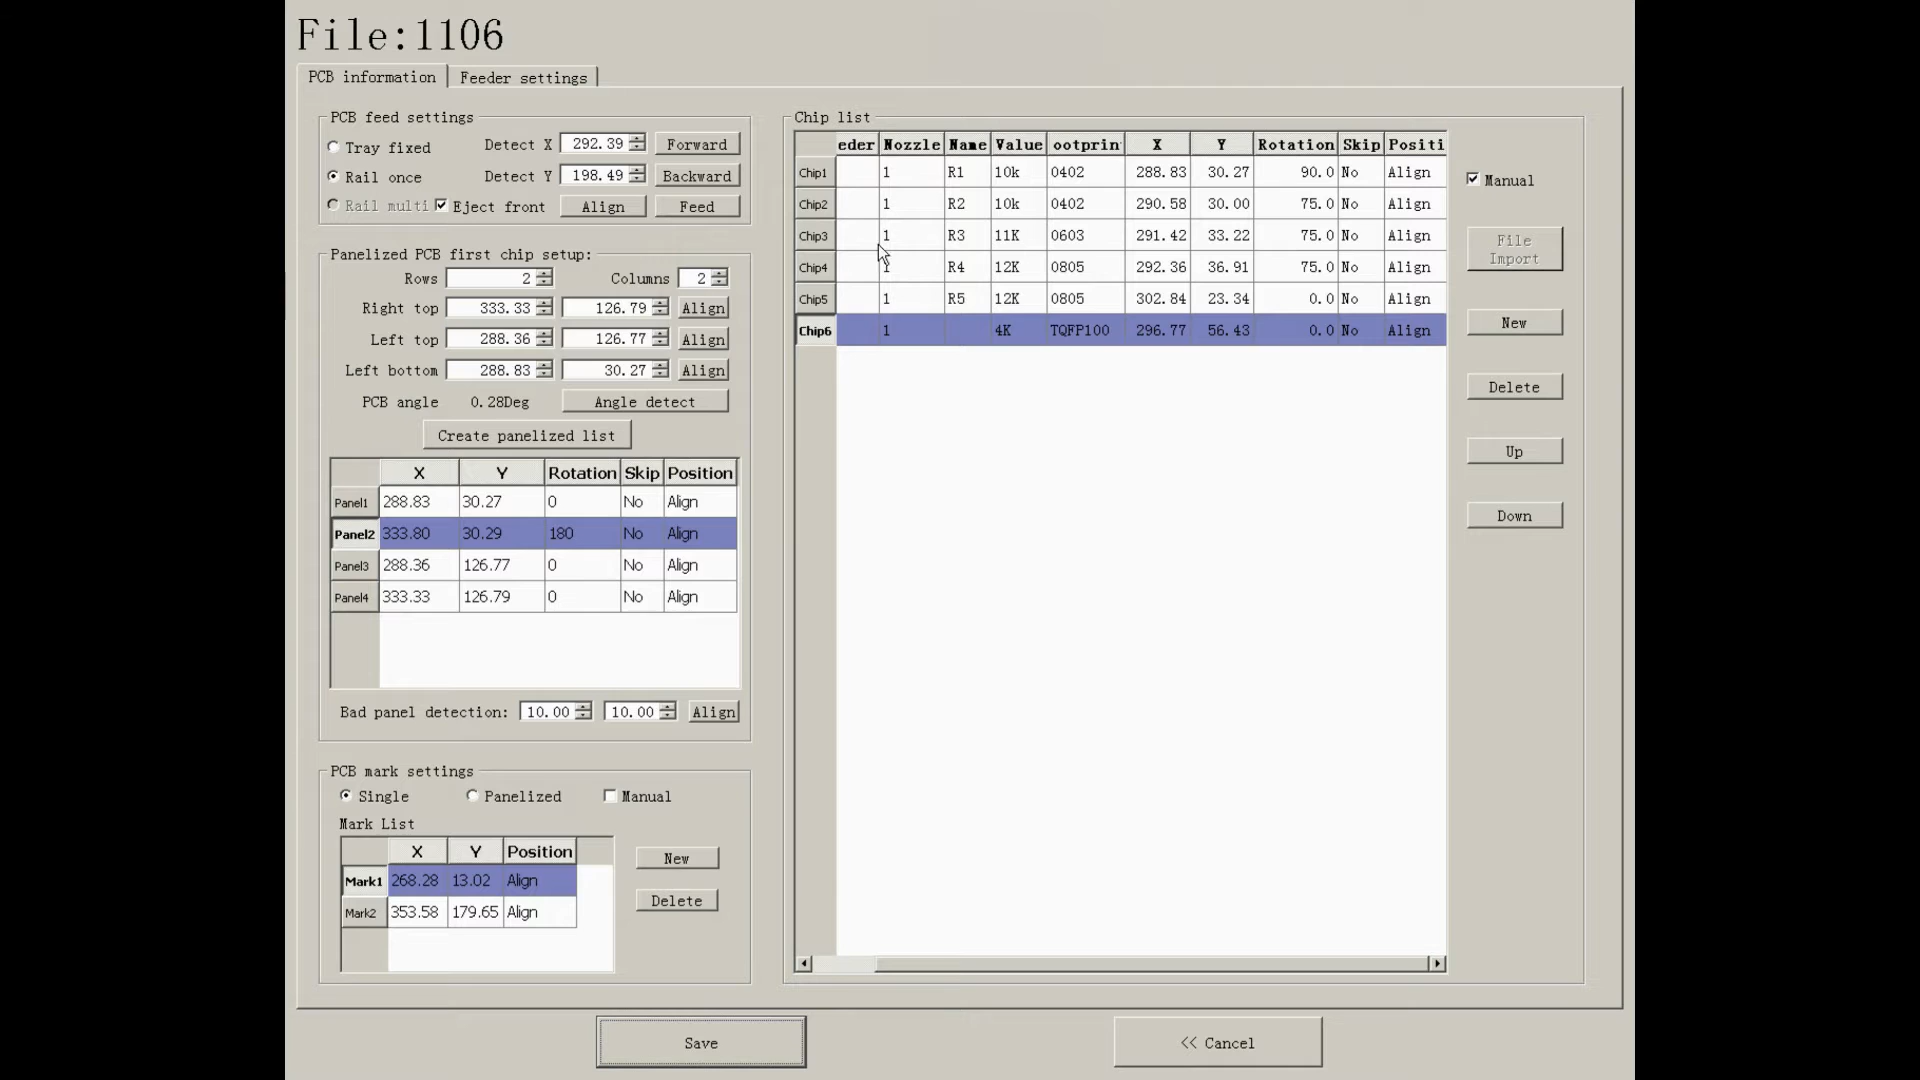 File:1106
PCB information Feeder settings
PCB feed settings
Tray fixed Detect X 292.39 Forward
Rail once Detect Y 198.49 Backward
Rail multi Eject front Align Feed
Panelized PCB first chip setup:
Rows 2 Columns 2
Right top 333.33 126.79 Align
Left top 288.36 126.77 Align
Left bottom 288.83 30.27 Align
PCB angle 0.28Deg Angle detect
Create panelized list
X Y Rotation Skip Position
Panel1 288.83 30.27 0 No Align
Panel2 333.80 30.29 180 No Align
Panel3 288.36 126.77 0 No Align
Panel4 333.33 126.79 0 No Align
Bad panel detection: 10.00 10.00 Align
PCB mark settings
Single Panelized Manual
Mark List
X Y Position
Mark1 268.28 13.02 Align
Mark2 353.58 179.65 Align
New
Delete
Chip list
eder Nozzle Name Value ootprin X Y Rotation Skip Positi
Chip1 1 R1 10k 0402 288.83 30.27 90.0 No Align
Chip2 1 R2 10k 0402 290.58 30.00 75.0 No Align
Chip3 1 R3 11K 0603 291.42 33.22 75.0 No Align
Chip4 1 R4 12K 0805 292.36 36.91 75.0 No Align
Chip5 1 R5 12K 0805 302.84 23.34 0.0 No Align
Chip6 1 4K TQFP100 296.77 56.43 0.0 No Align
Manual
File
Import
New
Delete
Up
Down
Save << Cancel